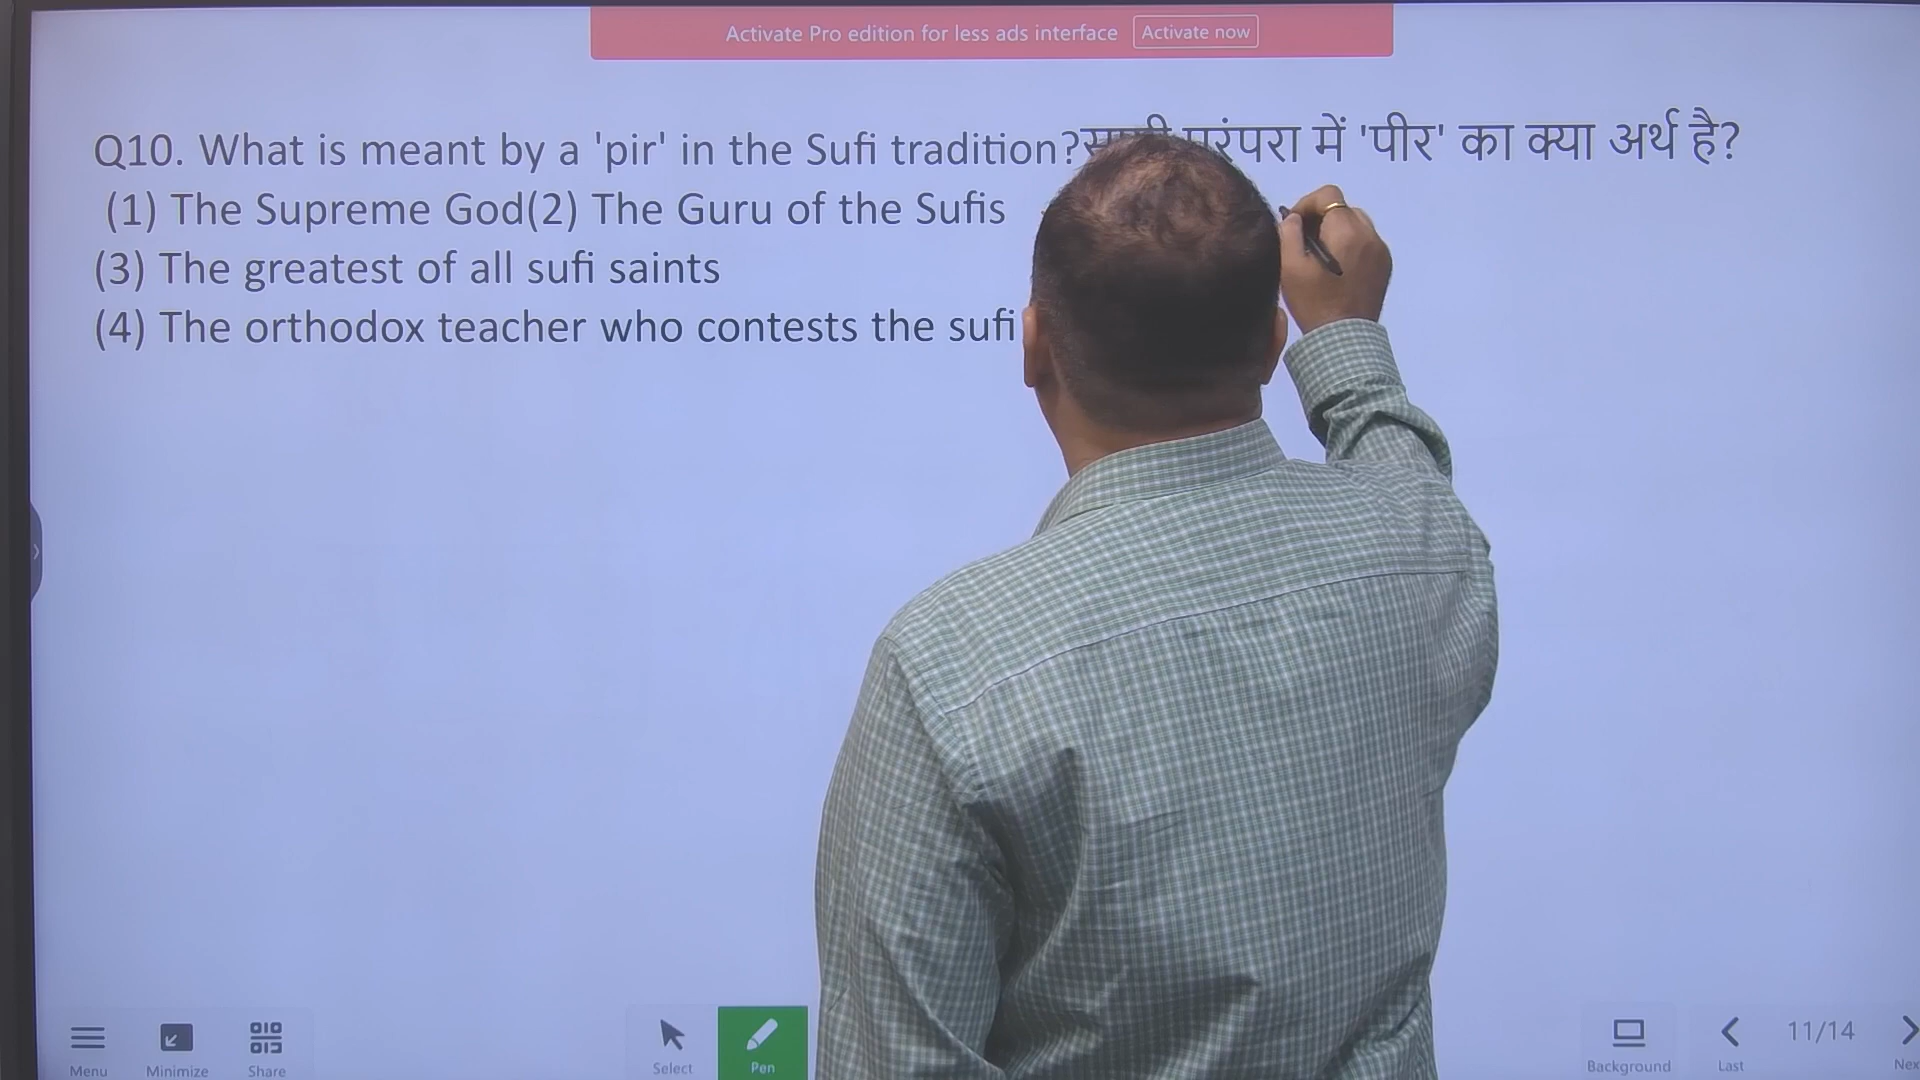 Activate Pro edition for less ads interface Activate now
Q10. What is meant by a 'pir' in the Sufi tradition? में 'पीर' का क्या अर्थ है?
(1) The Supreme God(2) The Guru of the Sufis
(3) The greatest of all sufi saints
(4) The orthodox teacher who contests the sufi
Menu Minimize Share Select Pen Background Last 11/14